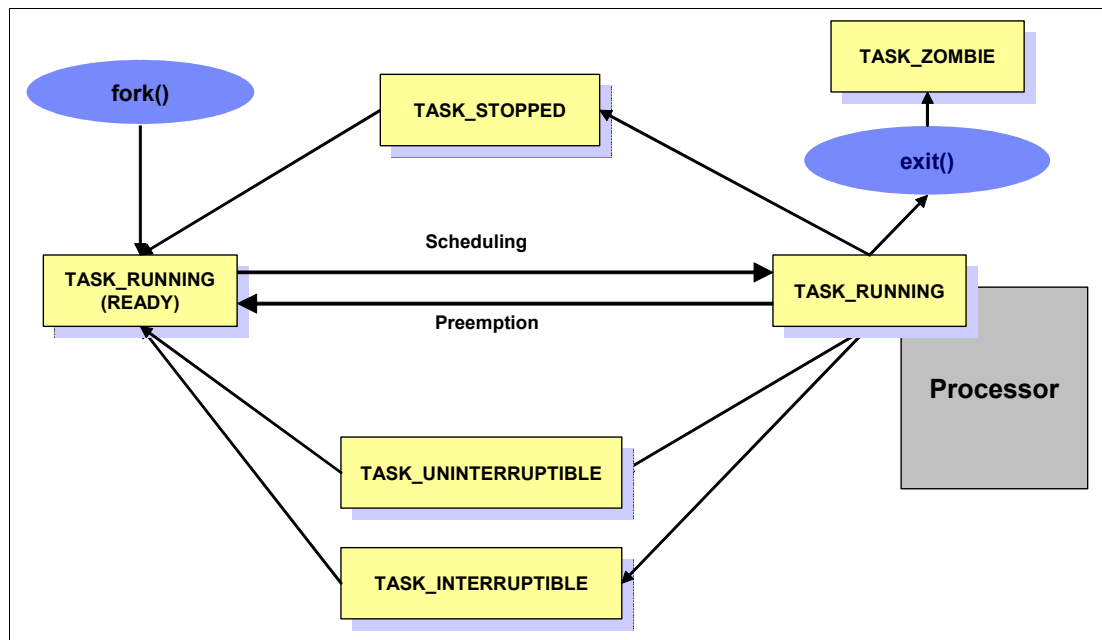 TASK_ZOMBIE
fork()
TASK_STOPPED
exit()
Scheduling
TASK_RUNNING
(READY)
TASK_RUNNING
Preemption
Processor
TASK_UNINTERRUPTIBLE
TASK_INTERRUPTIBLE